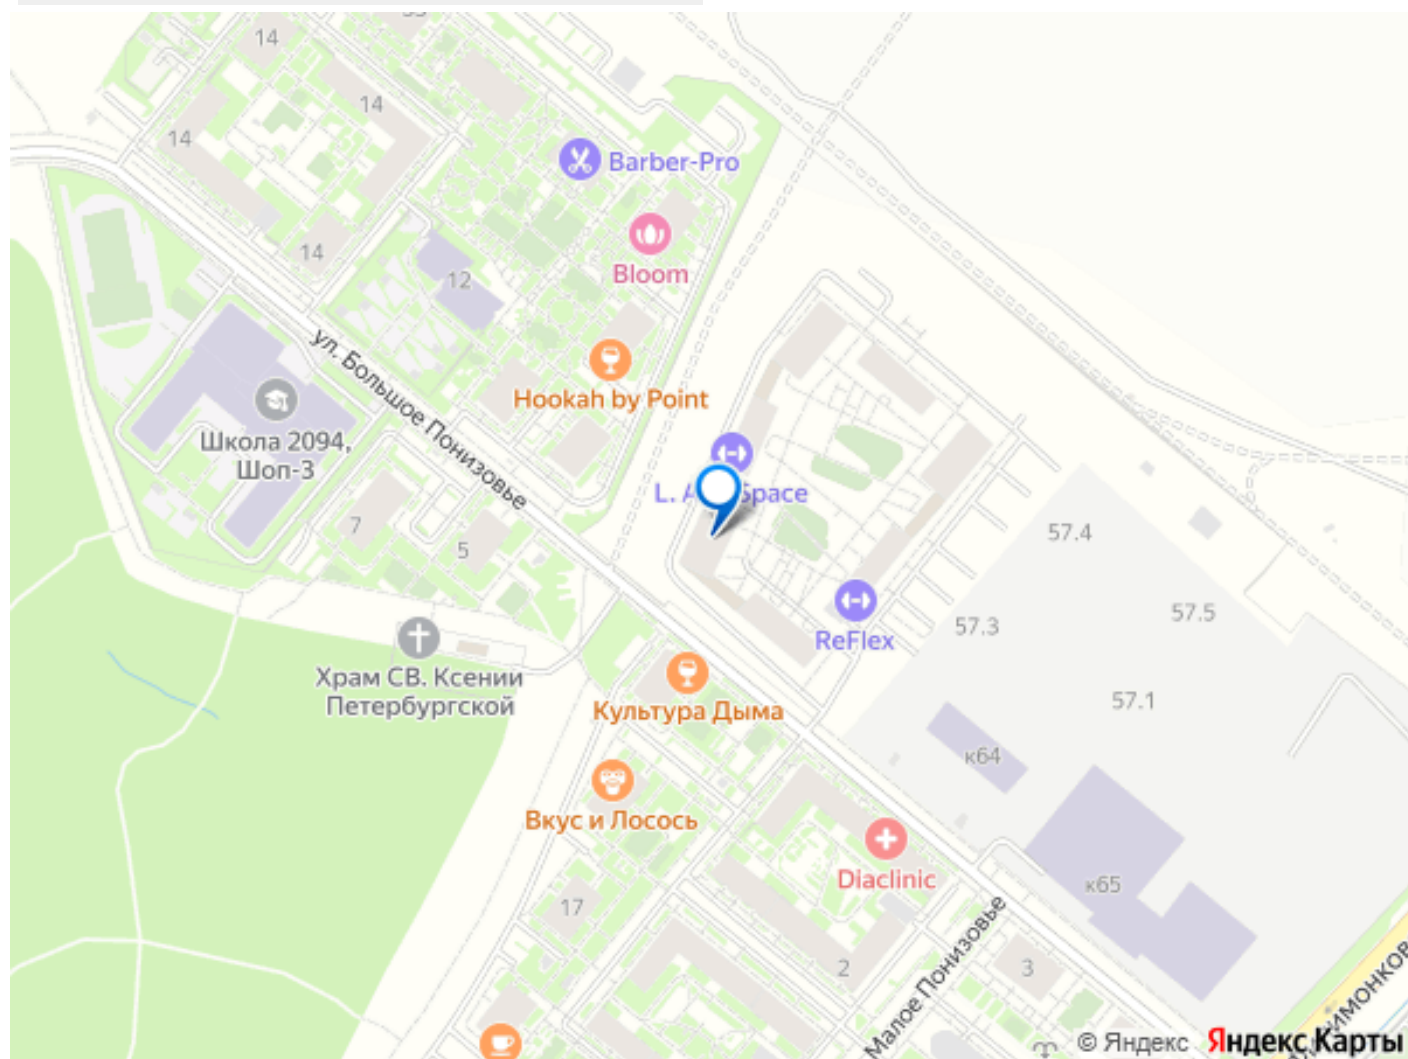 14
14
14
Barber-Pro
14
Bloom
12
ул. Большое Понизовье
Hookah by Point
Школа 2094,
Шоп-3
L. A Space
7
5
57.4
57.3
57.5
ReFlex
Храм СВ. Ксении
Петербургской
Культура Дыма
57.1
к64
Вкус и Лосось
Diaclinic
к65
17
Малое Понизовье
2
3
© Яндекс Яндекс Карты